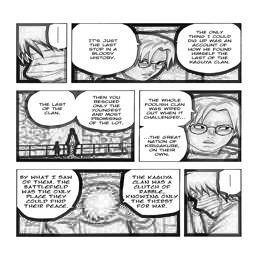 ...
IT'S JUST
THE LAST
STOP IN A
BLOODY
HISTORY.
THE ONLY
THING I COULD
DIG UP WAS AN
ACCOUNT OF
HOW HE FOUND
HIMSELF THE
LAST OF THE
KAGUYA CLAN.
THE LAST
OF THE
CLAN.
THEN YOU
RESCUED
ONLY THE
YOUNGEST
AND MOST
PROMISING
OF THE LOT.
THE WHOLE
FOOLISH CLAN
WAS WIPED
OUT WHEN IT
CHALLENGED...
...THE GREAT
NATION OF
KIRIGAKURE,
ON THEIR
OWN.
BY WHAT I SAW
OF THEM, THE
BATTLEFIELD
WAS THE ONLY
PLACE THEY
COULD FIND
THEIR PEACE.
THE KAGUYA
CLAN WAS A
CLUTCH OF
RABBLE,
KNOWING ONLY
THE THIRST
FOR WAR.
...